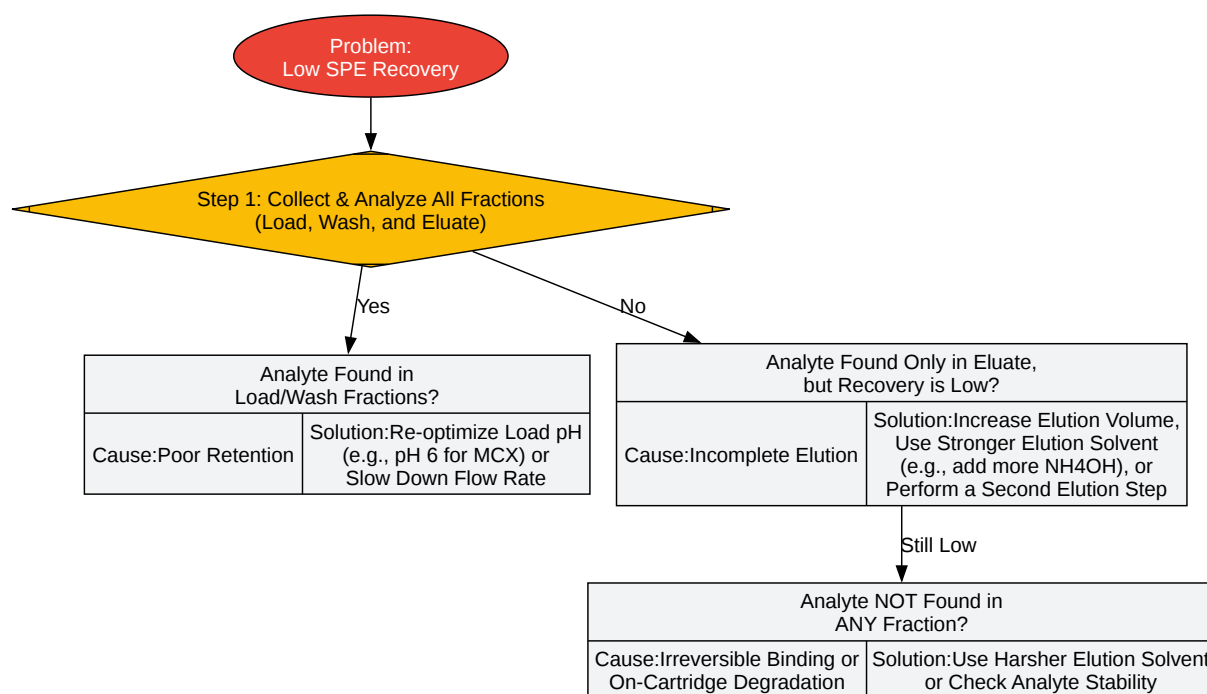 Problem:
Low SPE Recovery
Step 1: Collect & Analyze All Fractions
(Load, Wash, and Eluate)
Yes
No
Analyte Found in
Load/Wash Fractions?
Cause:Poor Retention
Solution:Re-optimize Load pH
(e.g., pH 6 for MCX) or
Slow Down Flow Rate
Analyte Found Only in Eluate,
but Recovery is Low?
Cause:Incomplete Elution
Solution:Increase Elution Volume,
Use Stronger Elution Solvent
(e.g., add more NH4OH), or
Perform a Second Elution Step
Still Low
Analyte NOT Found in
ANY Fraction?
Cause:Irreversible Binding or
On-Cartridge Degradation
Solution:Use Harsher Elution Solvent
or Check Analyte Stability